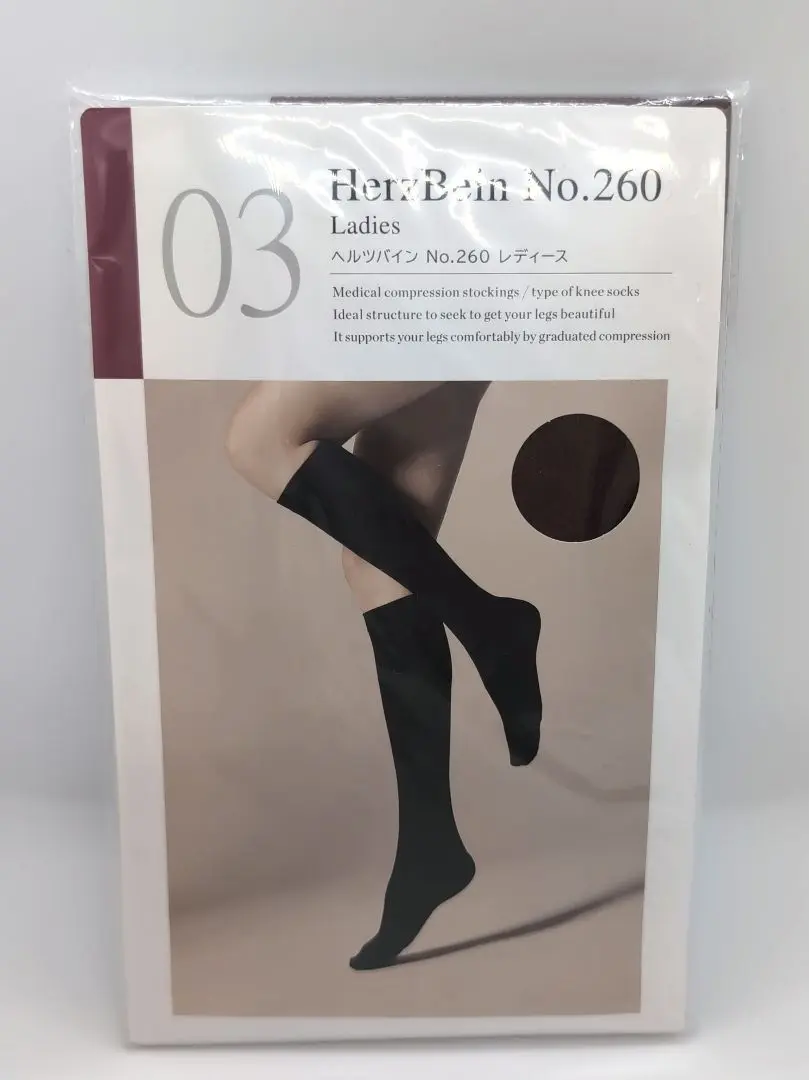 03
HerzBein No.260
Ladies
ヘルツバイン No.260 レディース
Medical compression stockings / type of knee socks
Ideal structure to seek to get your legs beautiful
It supports your legs comfortably by graduated compression